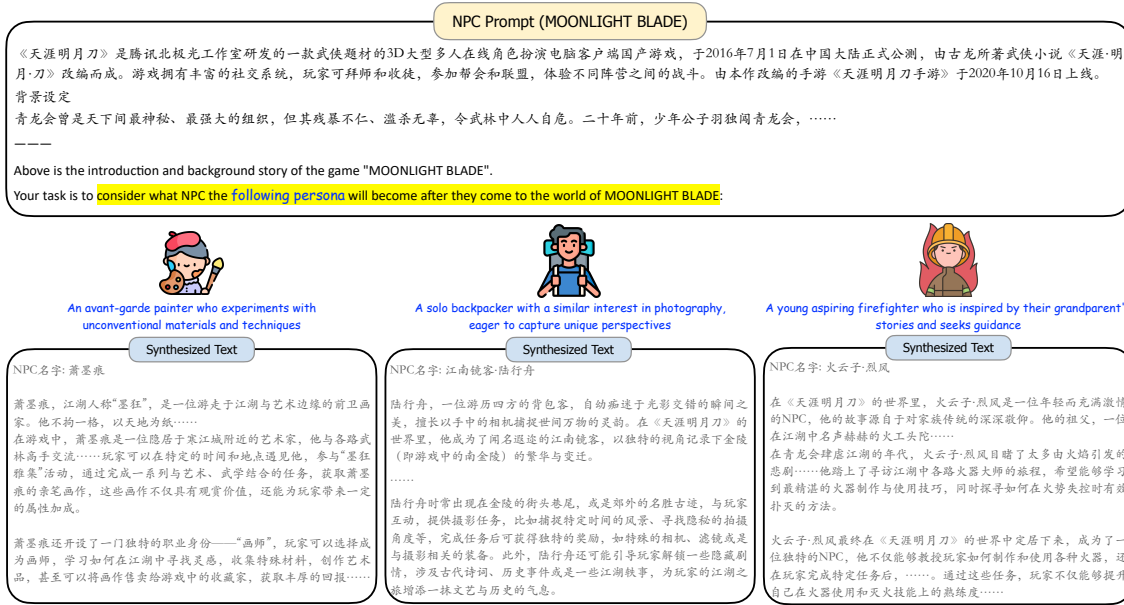 NPC Prompt (MOONLIGHT BLADE)
《天涯明月刀》是腾讯北极光工作室研发的一款武侠题材的3D大型多人在线角色扮演电脑客户端国产游戏，于2016年7月1日在中国大陆正式公测，由古龙所著武侠小说《天涯·明
月·刀》改编而成。游戏拥有丰富的社交系统，玩家可拜师和收徒，参加帮会和联盟，体验不同阵营之间的战斗。由本作改编的手游《天涯明月刀手游》于2020年10月16日上线。
背景设定
青龙会曾是天下间最神秘、最强大的组织，但其残暴不仁、滥杀无辜，令武林中人人自危。二十年前，少年公子羽独闯青龙会，……
———
Above is the introduction and background story of the game "MOONLIGHT BLADE".
Your task is to consider what NPC the following persona will become after they come to the world of MOONLIGHT BLADE:
An avant-garde painter who experiments with
unconventional materials and techniques
Synthesized Text
NPC名字: 萧墨痕
萧墨痕，江湖人称“墨狂”，是一位游走于江湖与艺术边缘的前卫画
家。他不拘一格，以天地为纸……
在游戏中，萧墨痕是一位隐居于寒江城附近的艺术家，他与各路武
林高手交流……玩家可以在特定的时间和地点遇见他，参与“墨狂
雅集”活动，通过完成一系列与艺术、武学结合的任务，获取萧墨
痕的亲笔画作，这些画作不仅具有观赏价值，还能为玩家带来一定
的属性加成。
萧墨痕还开设了一门独特的职业身份——“画师”，玩家可以选择成
为画师，学习如何在江湖中寻找灵感，收集特殊材料，创作艺术
品，甚至可以将画作售卖给游戏中的收藏家，获取丰厚的回报……
A solo backpacker with a similar interest in photography,
eager to capture unique perspectives
Synthesized Text
NPC名字: 江南镜客·陆行舟
陆行舟，一位游历四方的背包客，自动痴迷于光影交错的瞬间之
美，擅长以手中的相机捕捉世间万物的灵韵。在《天涯明月刀》的
世界里，他成为了闻名遐迩的江南镜客，以独特的视角记录下金陵
（即游戏中的南金陵）的繁华与变迁。
……
陆行舟时常出现在金陵的街头巷尾，或是郊外的名胜古迹，与玩家
互动，提供摄影任务，比如捕捉特定时间的风景、寻找隐秘的拍摄
角度等，完成任务后可获得独特的奖励，如特殊的相机、滤镜或是
与摄影相关的装备。此外，陆行舟还可能引导玩家解锁一些隐藏剧
情，涉及古代诗词、历史事件或是一些江湖轶事，为玩家的江湖之
旅增添一抹文艺与历史的气息。
A young aspiring firefighter who is inspired by their grandparent'
stories and seeks guidance
Synthesized Text
NPC名字: 火云子·烈风
在《天涯明月刀》的世界里，火云子·烈风是一位年轻而充满激情
的NPC，他的故事源自于对家族传统的深深敬仰。他的祖父，一位
在江湖中名声赫赫的火工头陀……
在青龙会肆虐江湖的年代，火云子·烈风目睹了太多由火焰引发的
悲剧……他踏上了寻访江湖中各路火器大师的旅程，希望能够学习
到最精湛的火器制作与使用技巧，同时探寻如何在火势失控时有效
扑灭的方法。
火云子·烈风最终在《天涯明月刀》的世界中定居下来，成为了一
位独特的NPC，他不仅能够教授玩家如何制作和使用各种火器，还
在玩家完成特定任务后，……。通过这些任务，玩家不仅能够提升
自己在火器使用和灭火技能上的熟练度……